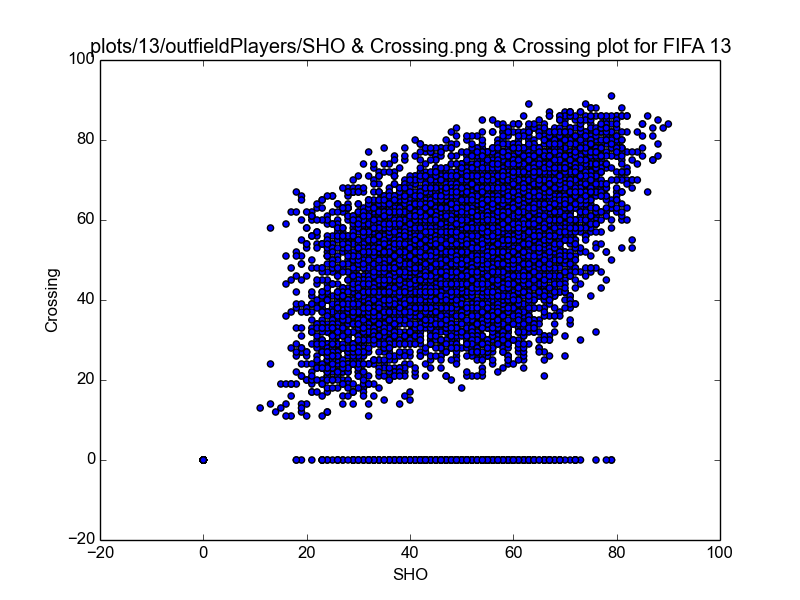 plots/13/outfieldPlayers/SHO & Crossing.png & Crossing plot for FIFA 13
100
80
60
40
20
0
−20
Crossing
−20 0 20 40 60 80 100
SHO